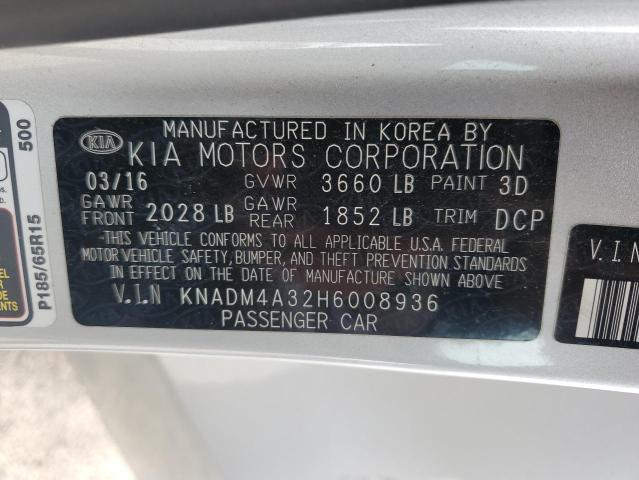 KIA
MANUFACTURED IN KOREA BY
KIA MOTORS CORPORATION
03/16 GVWR 3660 LB PAINT 3D
GAWR FRONT 2028 LB GAWR REAR 1852 LB TRIM DCP
THIS VEHICLE CONFORMS TO ALL APPLICABLE U.S.A. FEDERAL
MOTOR VEHICLE SAFETY, BUMPER, AND THEFT PREVENTION STANDARDS
IN EFFECT ON THE DATE OF MANUFACTURE SHOWN ABOVE
V.I.N KNADM4A32H6008936
PASSENGER CAR
P185/65R15 500
V.I.N